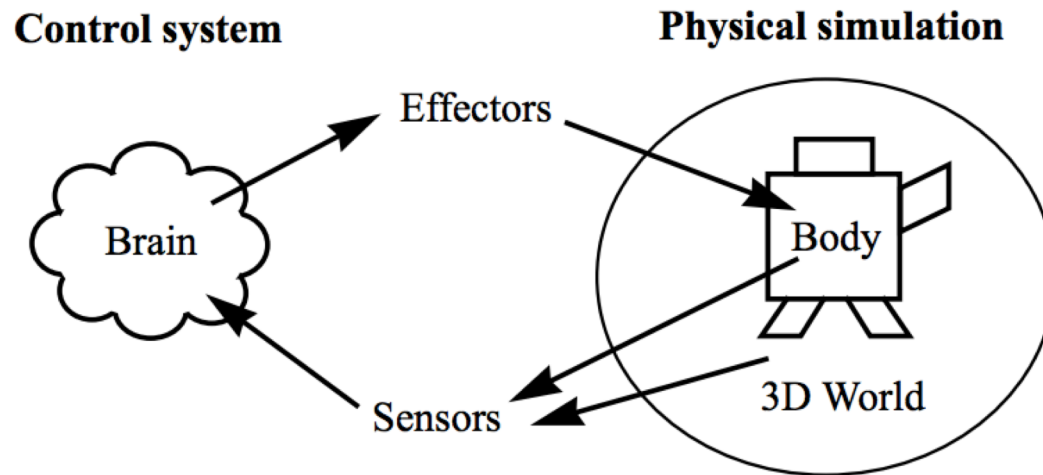 Control system
Physical simulation
Effectors
Brain
Body
3D World
Sensors